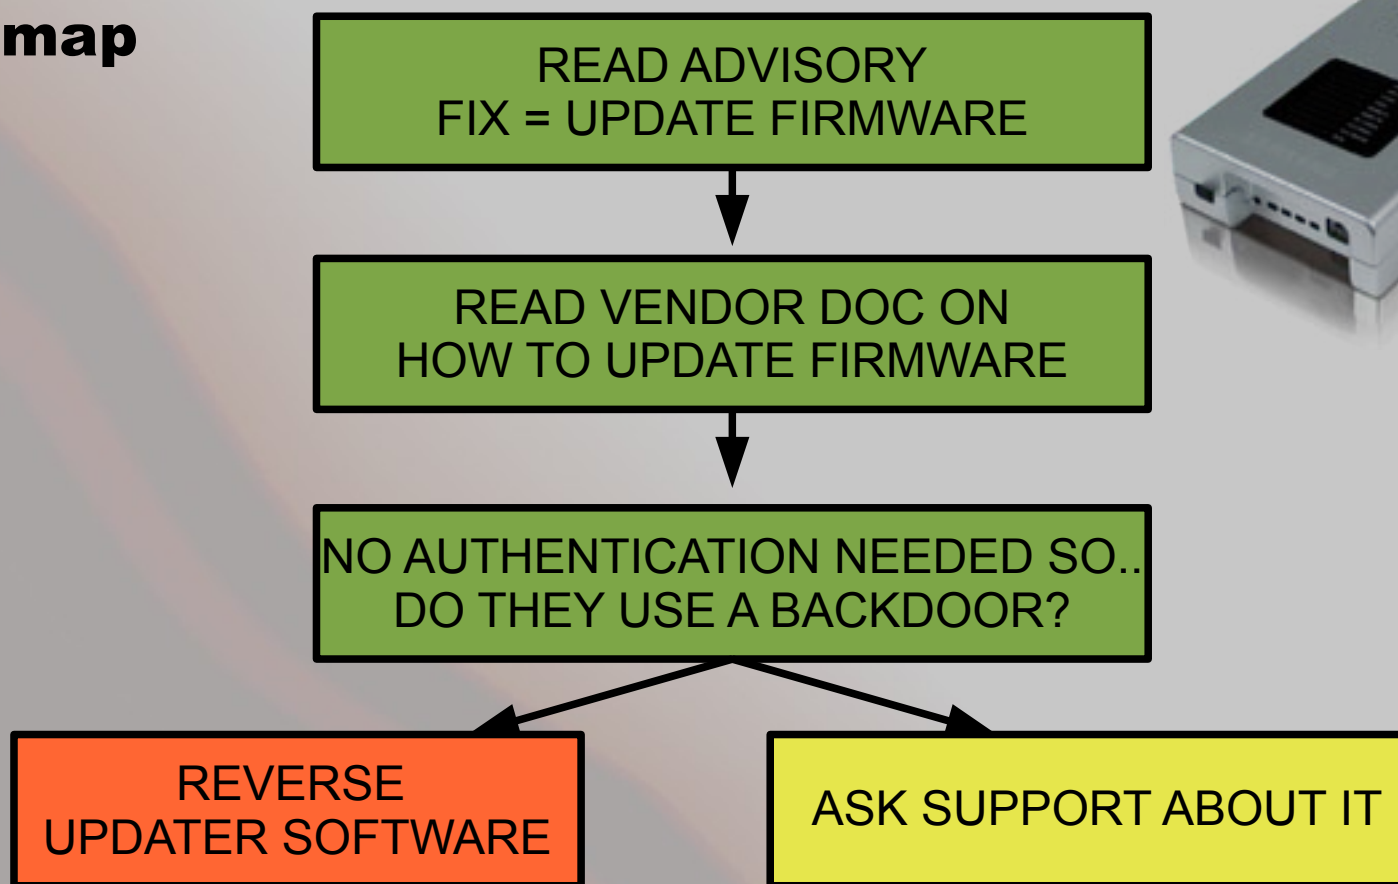 map
READ ADVISORY
FIX = UPDATE FIRMWARE
READ VENDOR DOC ON
HOW TO UPDATE FIRMWARE
NO AUTHENTICATION NEEDED SO..
DO THEY USE A BACKDOOR?
REVERSE
UPDATER SOFTWARE
ASK SUPPORT ABOUT IT